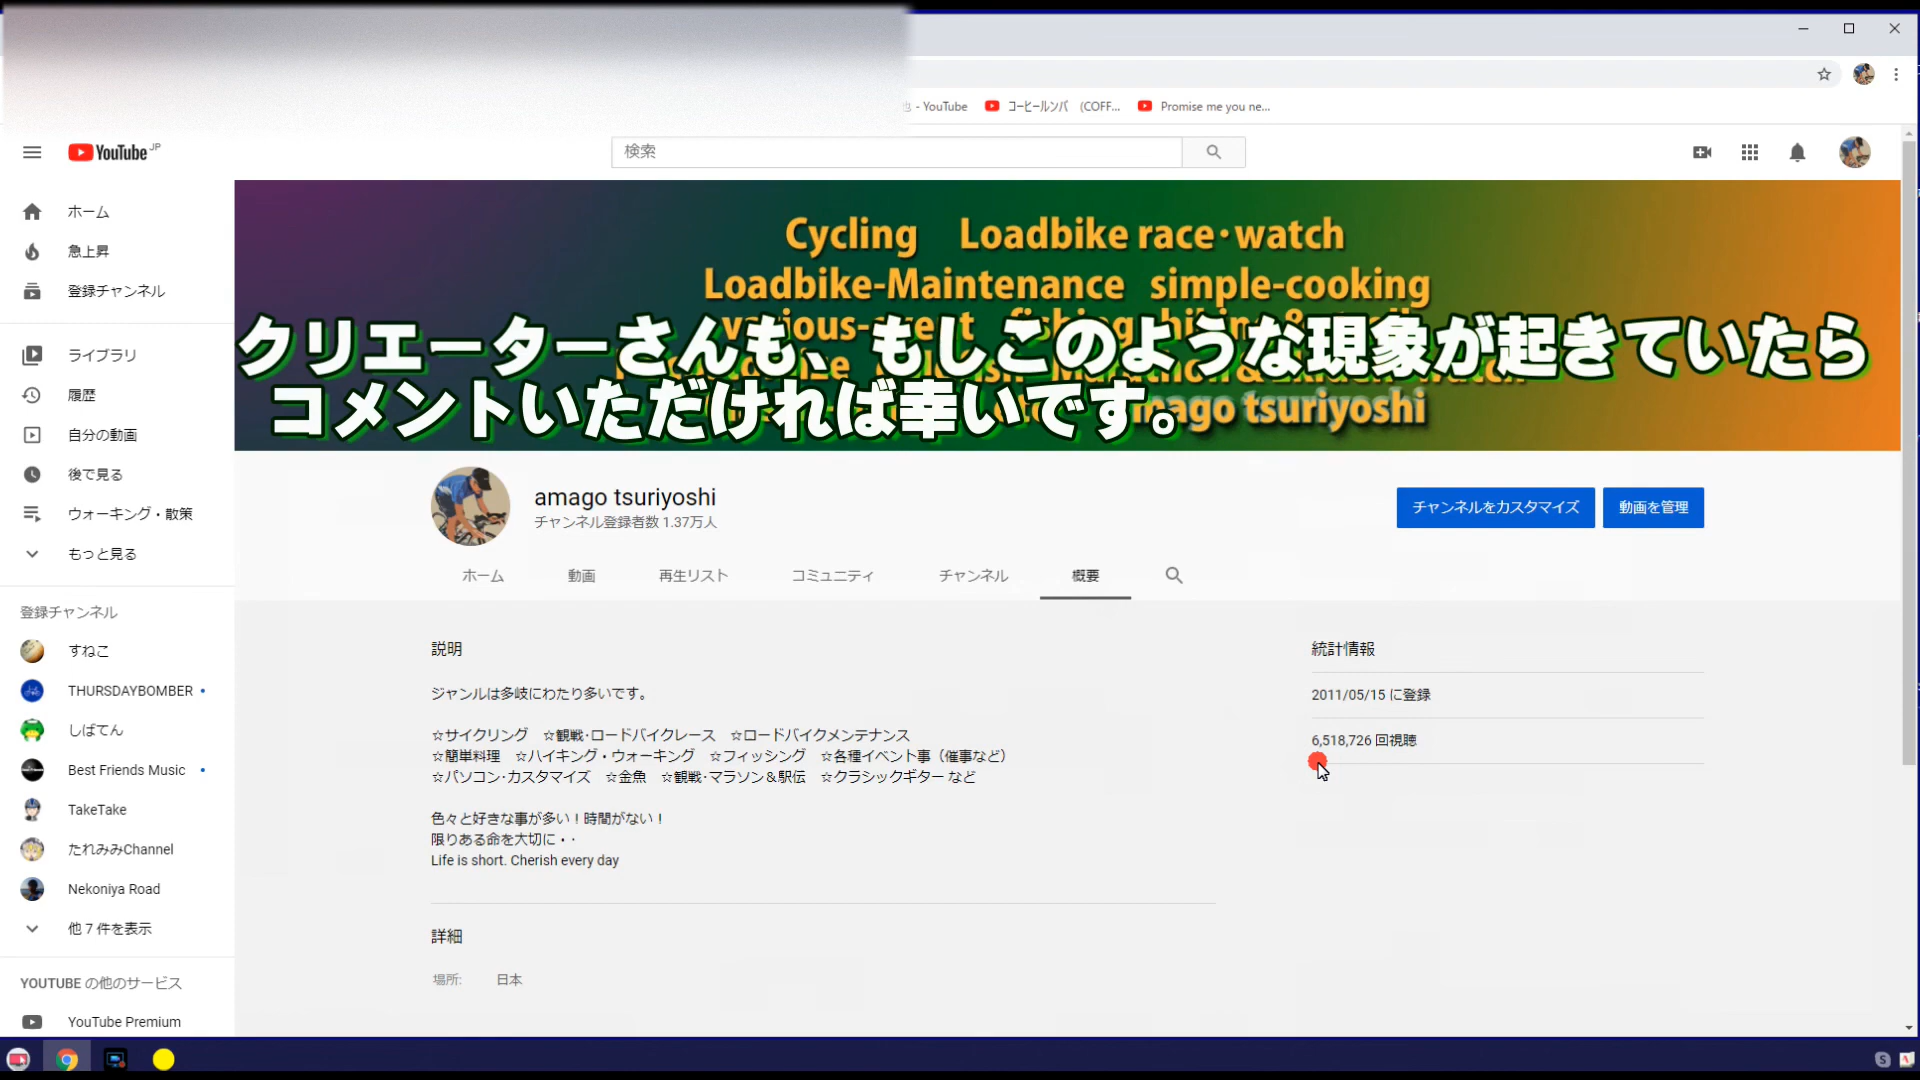 - YouTube
コーヒールンバ (COFF...
Promise me you ne...
YouTube JP
検索
ホーム
急上昇
登録チャンネル
ライブラリ
履歴
自分の動画
後で見る
ウォーキング・散策
もっと見る
登録チャンネル
すねこ
THURSDAYBOMBER
しばてん
Best Friends Music
TakeTake
たれみみChannel
Nekoniya Road
他 7 件を表示
YOUTUBE の他のサービス
YouTube Premium
Cycling Loadbike race・watch
Loadbike-Maintenance simple-cooking
クリエーターさんも、もしこのような現象が起きていたら
コメントいただければ幸いです。
amago tsuriyoshi
amago tsuriyoshi
チャンネル登録者数 1.37万人
チャンネルをカスタマイズ
動画を管理
ホーム 動画 再生リスト コミュニティ チャンネル 概要
説明
ジャンルは多岐にわたり多いです。
☆サイクリング ☆観戦･ロードバイクレース ☆ロードバイクメンテナンス
☆簡単料理 ☆ハイキング・ウォーキング ☆フィッシング ☆各種イベント事（催事など）
☆パソコン･カスタマイズ ☆金魚 ☆観戦･マラソン＆駅伝 ☆クラシックギター など
色々と好きな事が多い！時間がない！
限りある命を大切に・・
Life is short. Cherish every day
詳細
場所: 日本
統計情報
2011/05/15 に登録
6,518,726 回視聴